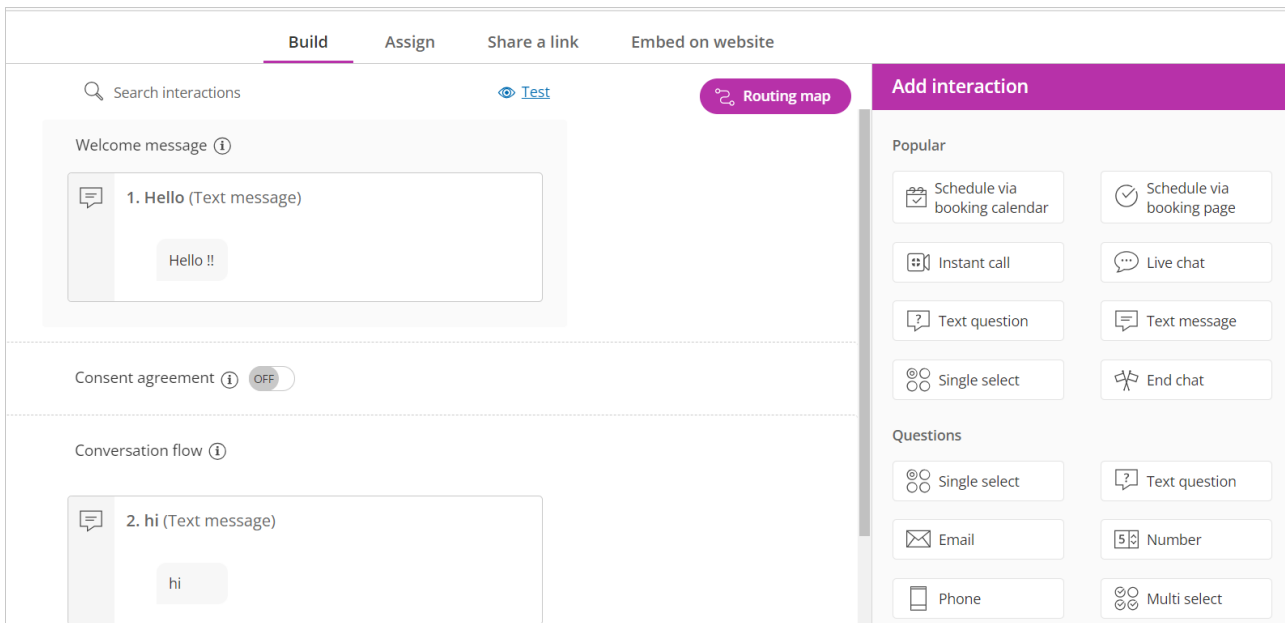 Build Assign Share a link Embed on website
Search interactions
Test
Routing map
Welcome message
1. Hello (Text message)
Hello !!
Consent agreement
OFF
Conversation flow
2. hi (Text message)
hi
Add interaction
Popular
Schedule via
booking calendar
Schedule via
booking page
Instant call
Live chat
Text question
Text message
Single select
End chat
Questions
Single select
Text question
Email
5 Number
Phone
Multi select